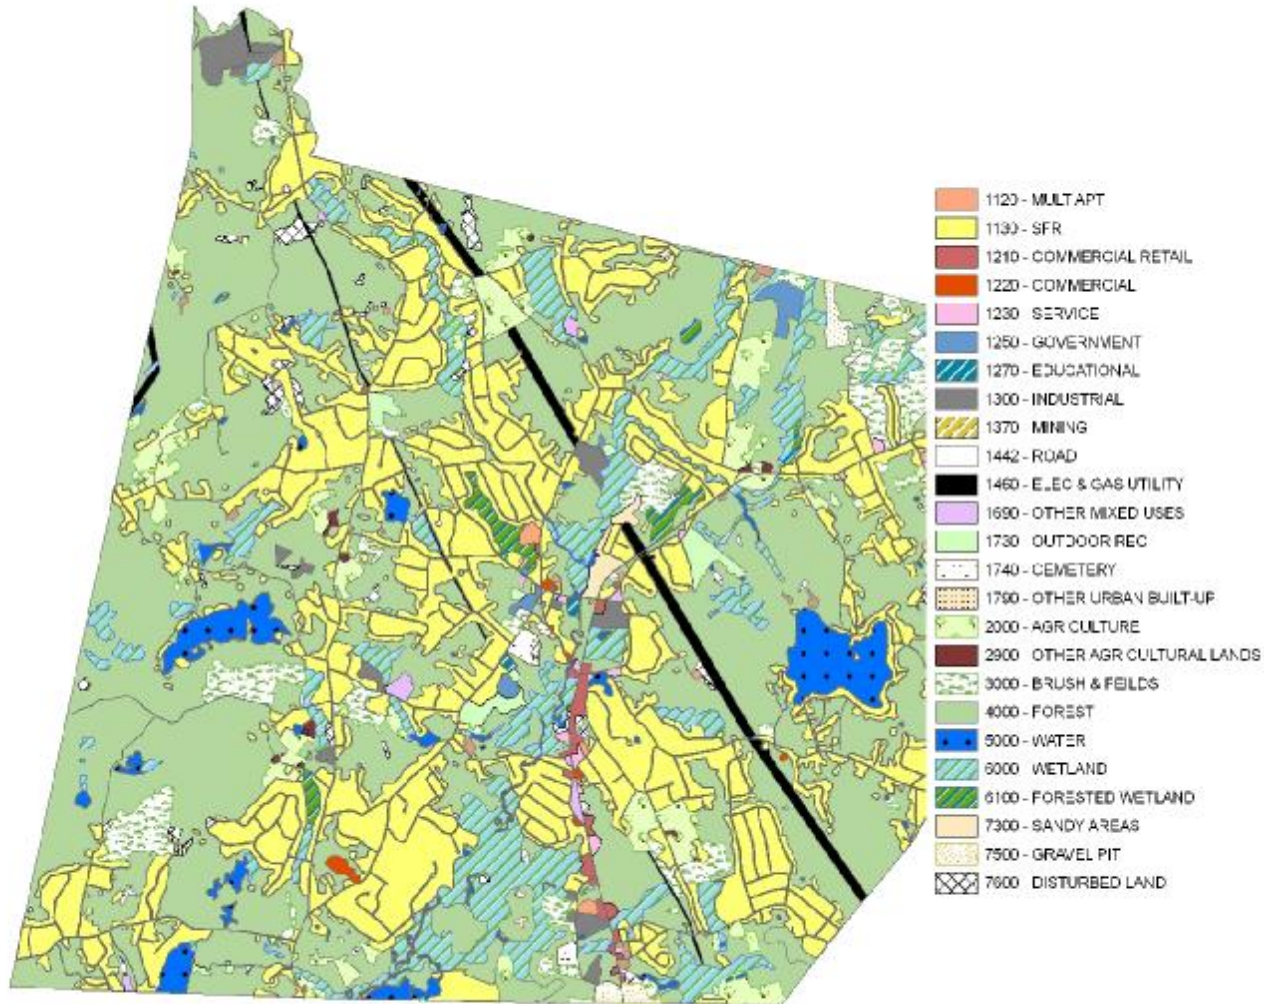 1120 - MULT APT
1130 - SFR
1210 - COMMERCIAL RETAIL
1220 - COMMERCIAL
1230 - SERVICE
1250 - GOVERNMENT
1270 - EDUCATIONAL
1300 - INDUSTRIAL
1370 - MINING
1442 - ROAD
1460 - ELEC & GAS UTILITY
1690 - OTHER MIXED USES
1730 - OUTDOOR REC
1740 - CEMETERY
1790 - OTHER URBAN BUILT-UP
2000 - AGRICULTURE
2900 - OTHER AGRICULTURAL LANDS
3000 - BRUSH & FEILDS
4000 - FOREST
5000 - WATER
6000 - WETLAND
6100 - FORESTED WETLAND
7300 - SANDY AREAS
7500 - GRAVEL PIT
7600 - DISTURBED LAND